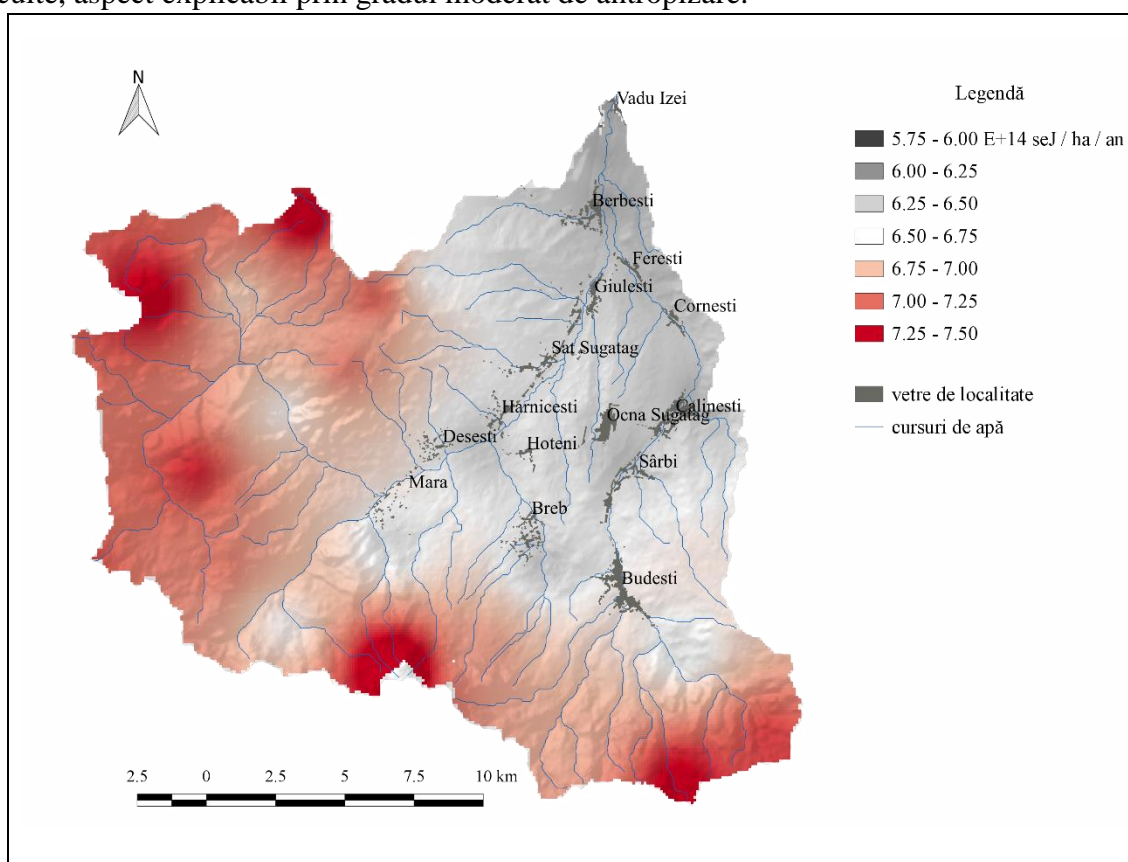 edite, aspect explicabil prin gradul moderat de antropizare.
N
Vadu Izei
Legendă
5.75 - 6.00 E+14 seJ / ha / an
6.00 - 6.25
6.25 - 6.50
6.50 - 6.75
6.75 - 7.00
7.00 - 7.25
7.25 - 7.50
vetre de localitate
cursuri de apă
Berbesti
Feresti
Giulesti
Cornesti
Sat Sugatag
Hărnicesti
Ocna Sugatag
Calinesti
Desesti
Hoteni
Sârbi
Mara
Breb
Budesti
2.5 0 2.5 5 7.5 10 km